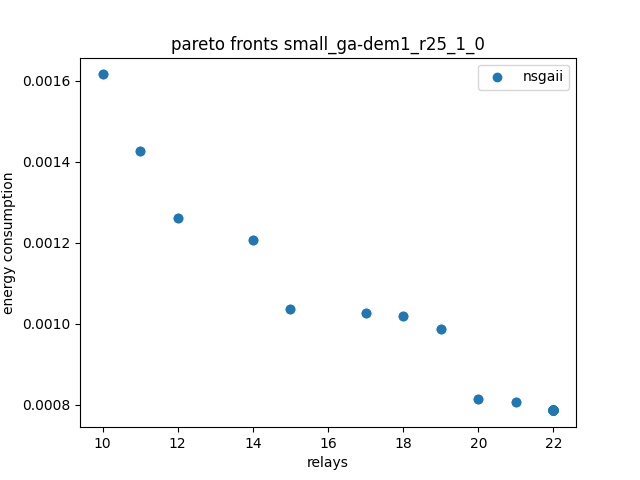 pareto fronts small_ga-dem1_r25_1_0
nsgaii
0.0016
0.0014
0.0012
0.0010
0.0008
energy consumption
10 12 14 16 18 20 22
relays